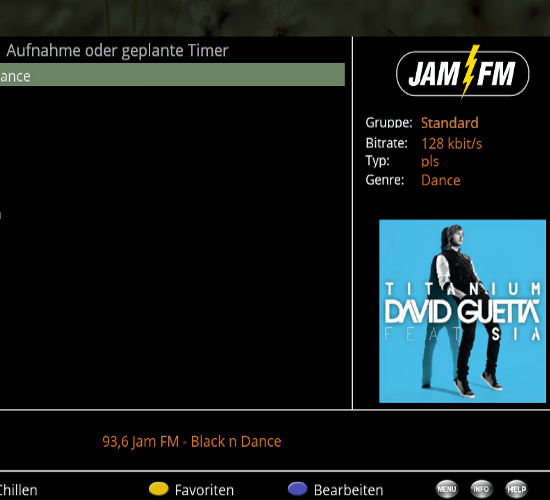 Aufnahme oder geplante Timer
ance
JAM FM
Gruppe: Standard
Bitrate: 128 kbit/s
Typ: pls
Genre: Dance
TITANIUM
DAVID GUETTA
FEAT SIA
93,6 Jam FM - Black n Dance
Chillen
Favoriten
Bearbeiten
MENU
INFO
HELP